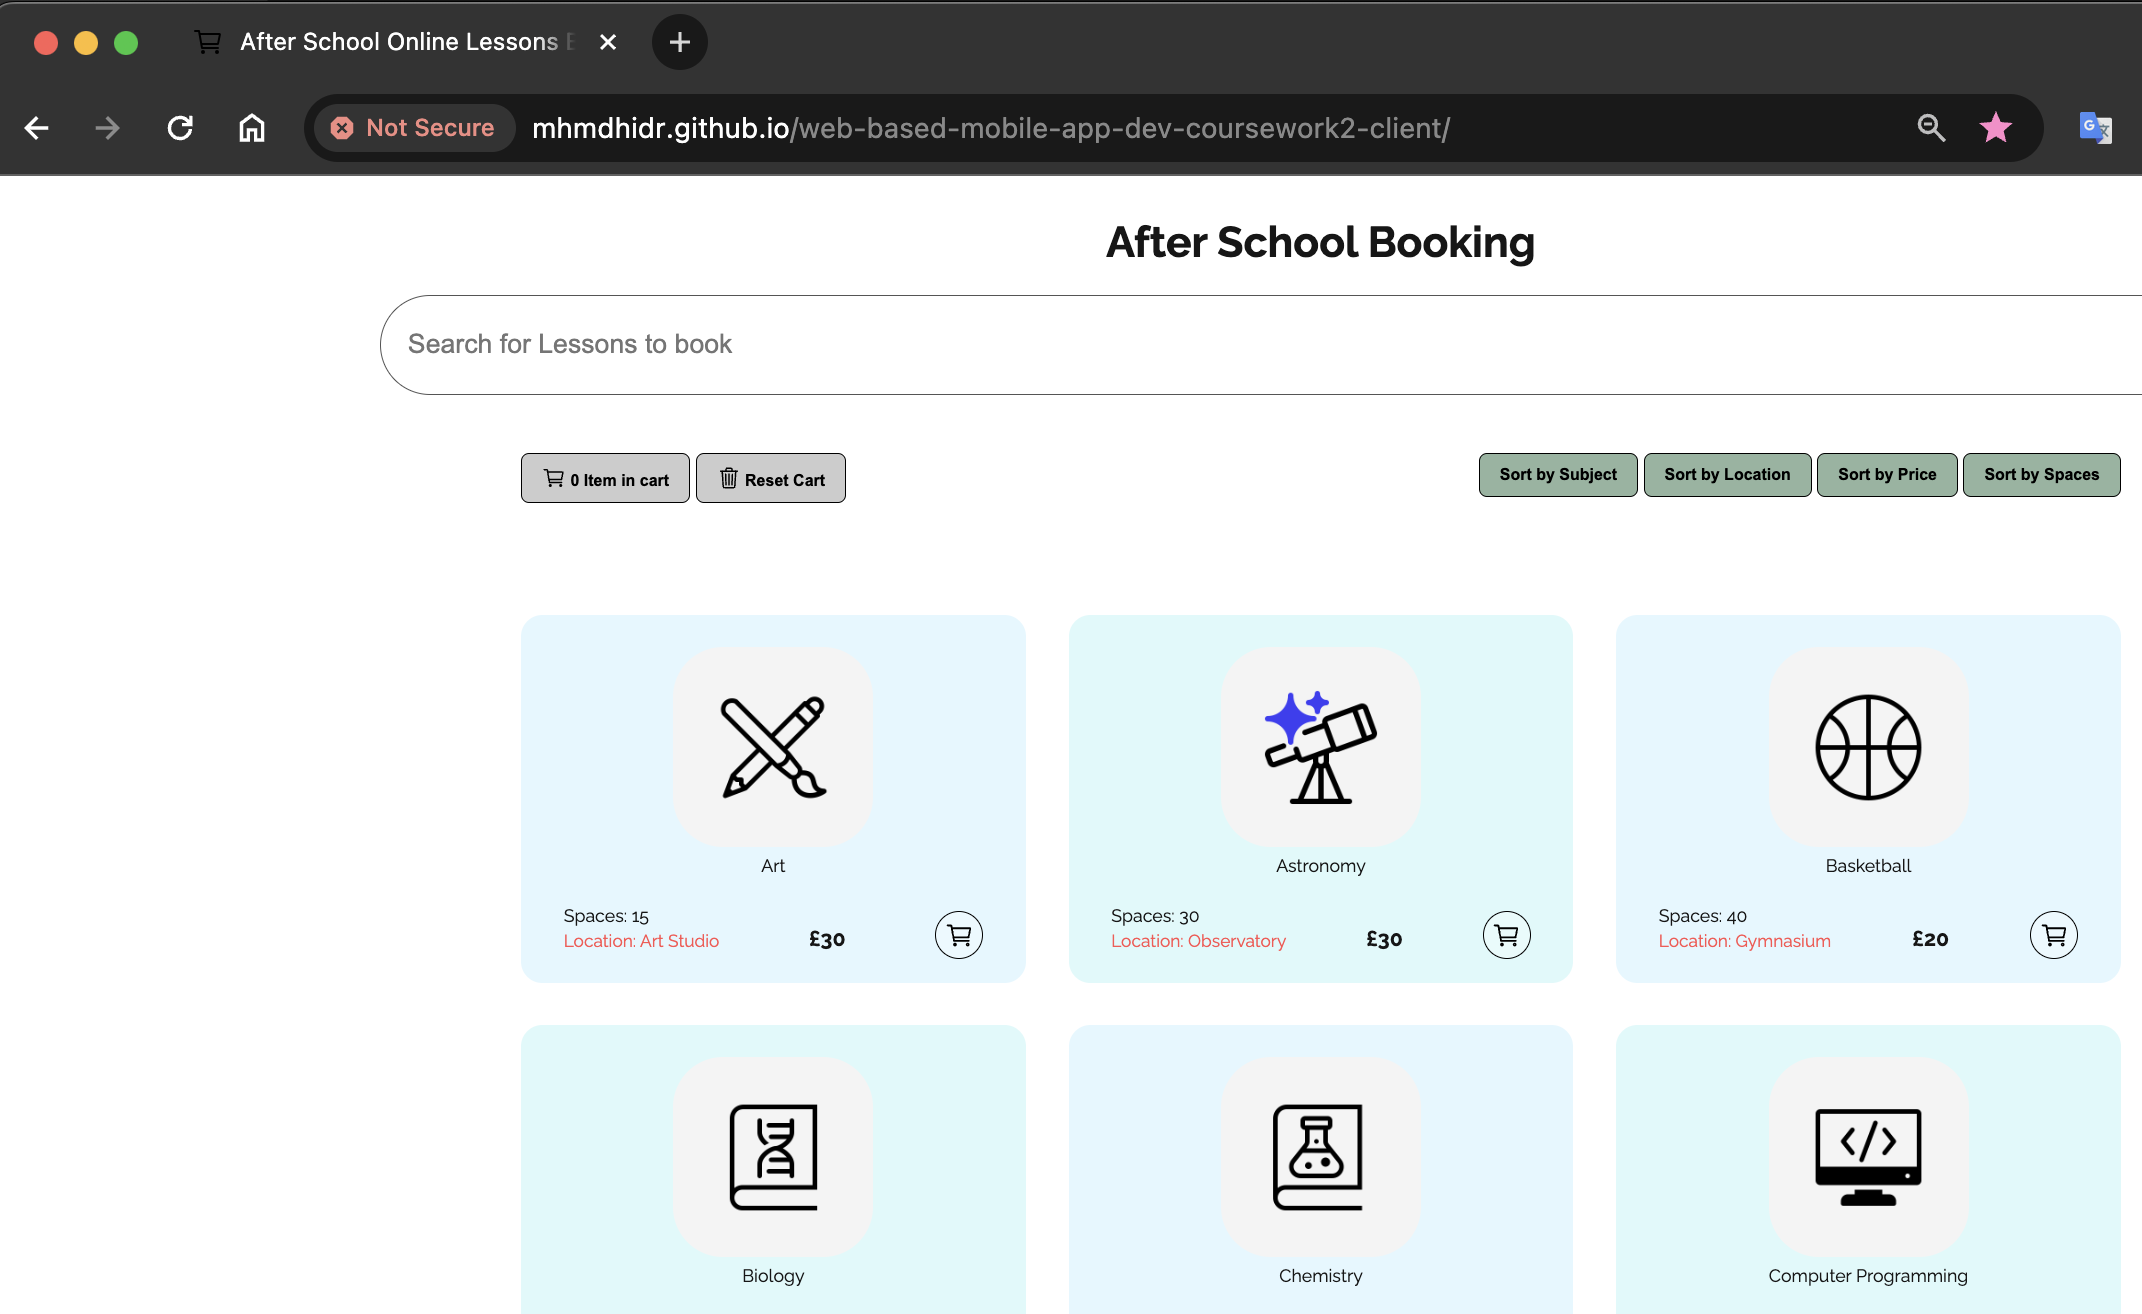 After School Online Lessons
Not Secure mhmdhidr.github.io/web-based-mobile-app-dev-coursework2-client/
After School Booking
Search for Lessons to book
0 Item in cart Reset Cart Sort by Subject Sort by Location Sort by Price Sort by Spaces
Art Astronomy Basketball
Spaces: 15
Location: Art Studio
£30
Spaces: 30
Location: Observatory
£30
Spaces: 40
Location: Gymnasium
£20
Biology Chemistry Computer Programming